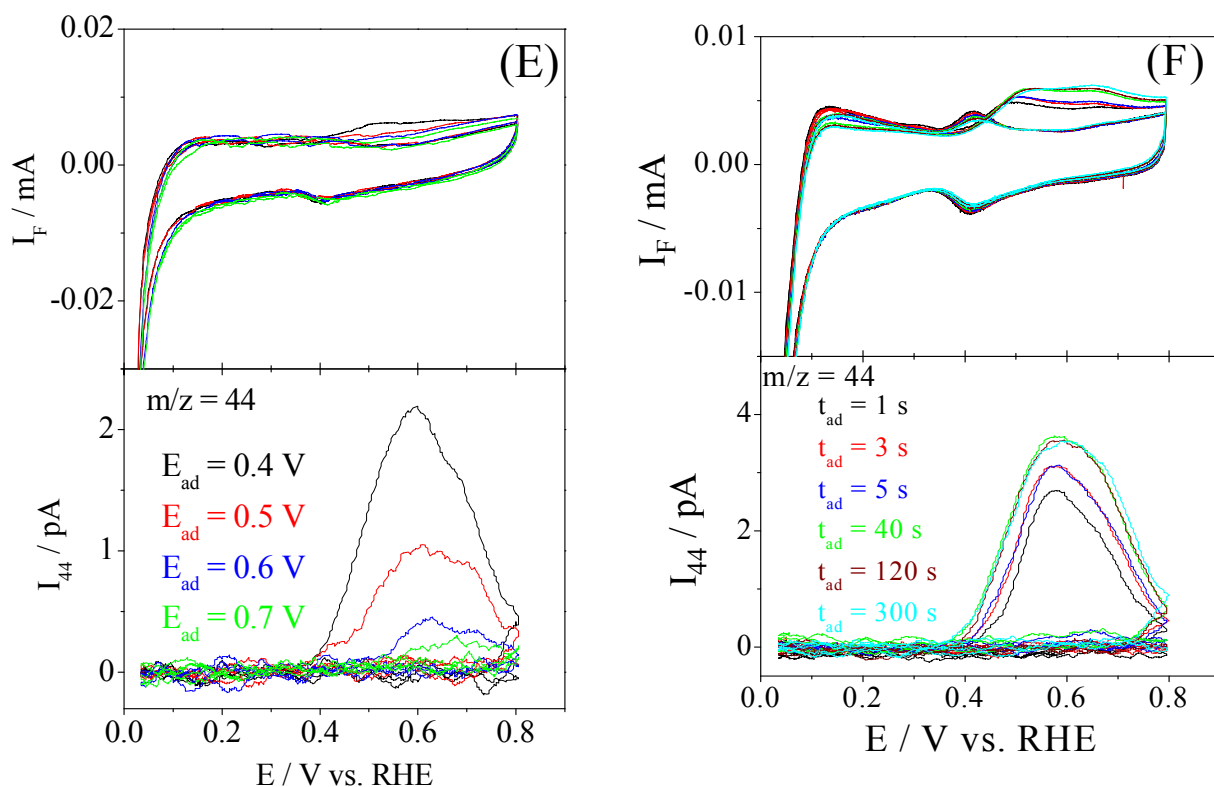 (E)
0.02
0.00
-0.02
I_F / mA
m/z = 44
E_ad = 0.4 V
E_ad = 0.5 V
E_ad = 0.6 V
E_ad = 0.7 V
2
1
0
I_44 / pA
0.0 0.2 0.4 0.6 0.8
E / V vs. RHE
(F)
0.01
0.00
-0.01
I_F / mA
m/z = 44
t_ad = 1 s
t_ad = 3 s
t_ad = 5 s
t_ad = 40 s
t_ad = 120 s
t_ad = 300 s
4
2
0
I_44 / pA
0.0 0.2 0.4 0.6 0.8
E / V vs. RHE